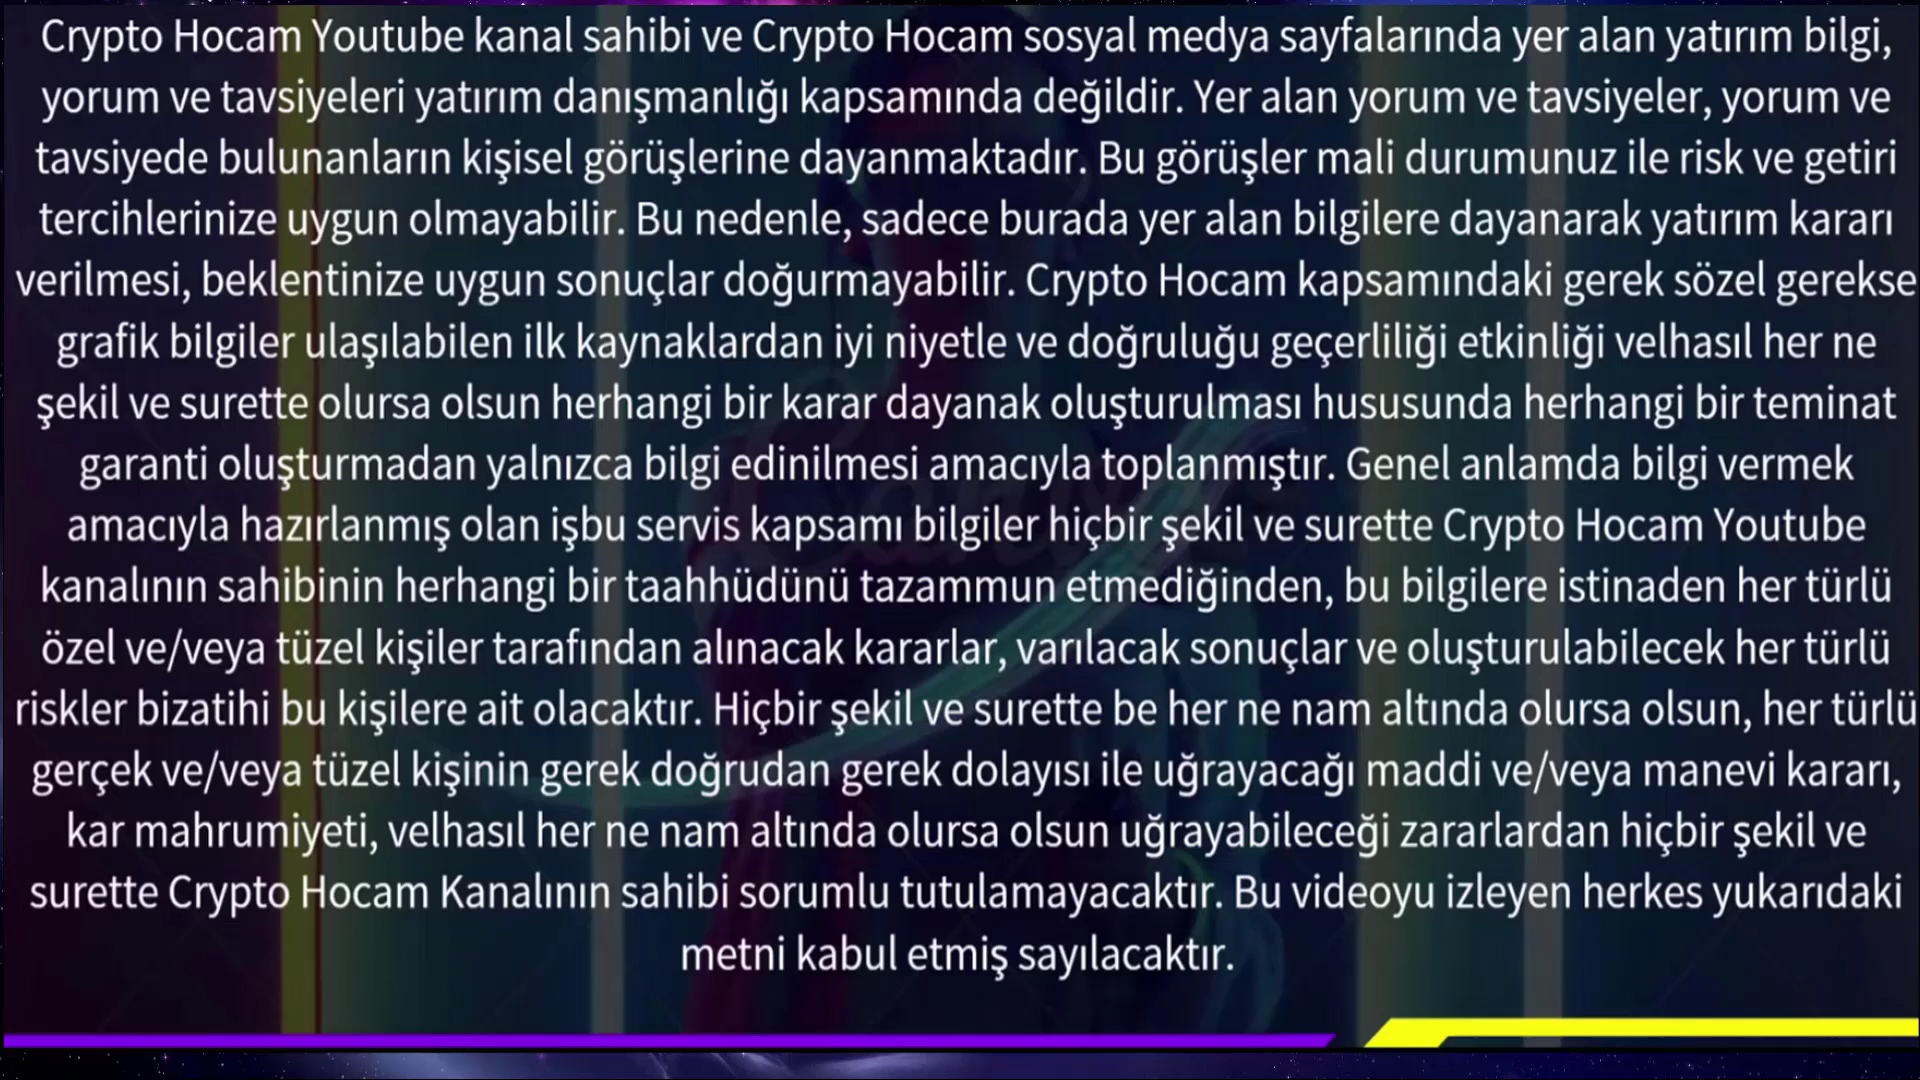 Crypto Hocam Youtube kanal sahibi ve Crypto Hocam sosyal medya sayfalarında yer alan yatırım bilgi,
yorum ve tavsiyeleri yatırım danışmanlığı kapsamında değildir. Yer alan yorum ve tavsiyeler, yorum ve
tavsiyede bulunanların kişisel görüşlerine dayanmaktadır. Bu görüşler mali durumunuz ile risk ve getiri
tercihlerinize uygun olmayabilir. Bu nedenle, sadece burada yer alan bilgilere dayanarak yatırım kararı
verilmesi, beklentinize uygun sonuçlar doğurmayabilir. Crypto Hocam kapsamındaki gerek sözel gerekse
grafik bilgiler ulaşılabilen ilk kaynaklardan iyi niyetle ve doğruluğu geçerliliği etkinliği velhasıl her ne
şekil ve surette olursa olsun herhangi bir karar dayanak oluşturulması hususunda herhangi bir teminat
garanti oluşturmadan yalnızca bilgi edinilmesi amacıyla toplanmıştır. Genel anlamda bilgi vermek
amacıyla hazırlanmış olan işbu servis kapsamı bilgiler hiçbir şekil ve surette Crypto Hocam Youtube
kanalının sahibinin herhangi bir taahhüdünü tazammun etmediğinden, bu bilgilere istinaden her türlü
özel ve/veya tüzel kişiler tarafından alınacak kararlar, varılacak sonuçlar ve oluşturulabilecek her türlü
riskler bizatihi bu kişilere ait olacaktır. Hiçbir şekil ve surette be her ne nam altında olursa olsun, her türlü
gerçek ve/veya tüzel kişinin gerek doğrudan gerek dolayısı ile uğrayacağı maddi ve/veya manevi kararı,
kar mahrumiyeti, velhasıl her ne nam altında olursa olsun uğrayabileceği zararlardan hiçbir şekil ve
surette Crypto Hocam Kanalının sahibi sorumlu tutulamayacaktır. Bu videoyu izleyen herkes yukarıdaki
metni kabul etmiş sayılacaktır.